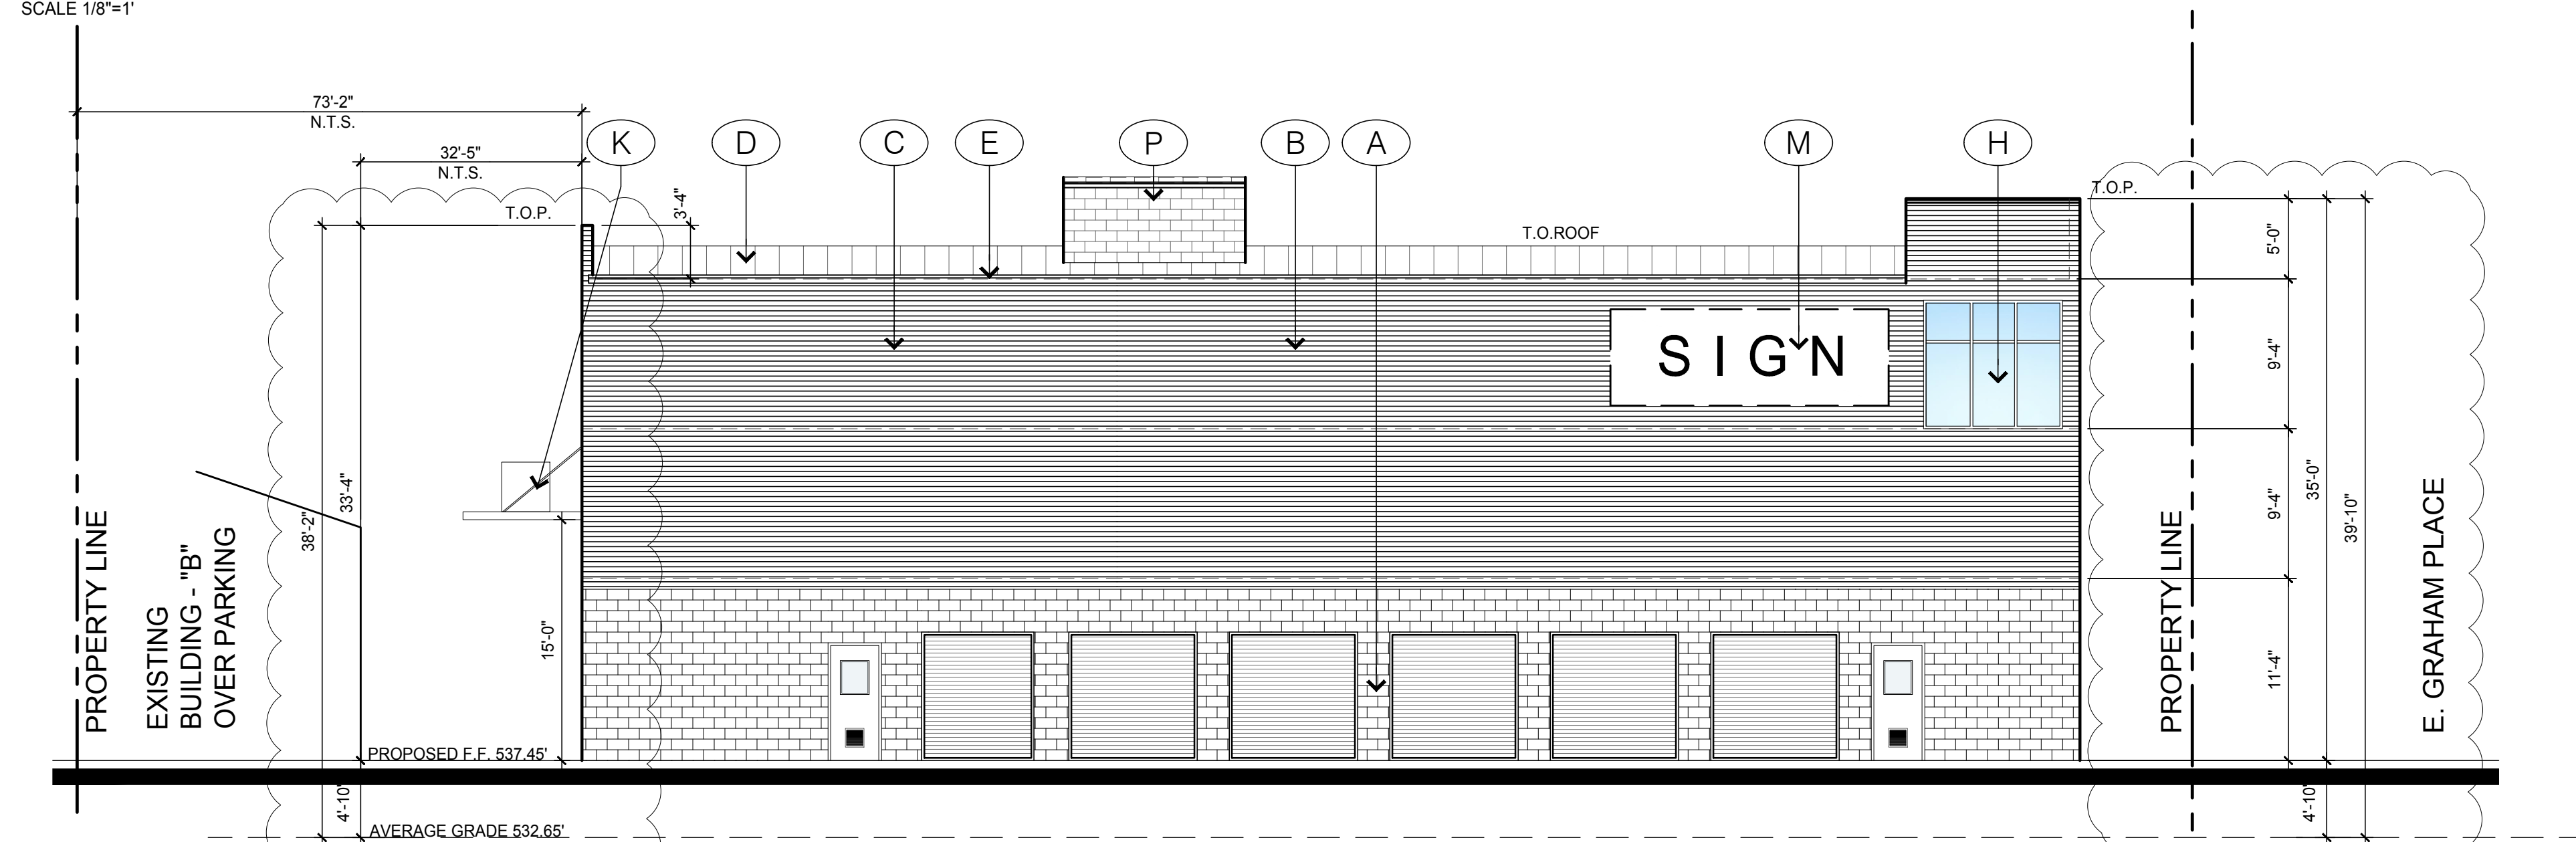 SCALE 1/8"=1'
73'-2"
N.T.S.
32'-5"
N.T.S.
K
D
C
E
P
B
A
M
H
T.O.P.
3'-4"
T.O.ROOF
T.O.P.
SIGN
5'-0"
9'-4"
9'-4"
11'-4"
35'-0"
39'-10"
4'-10'
PROPERTY LINE
EXISTING
BUILDING - "B"
OVER PARKING
38'-2"
33'-4"
15'-0"
4'-10'
PROPOSED F.F. 537.45'
AVERAGE GRADE 532.65'
PROPERTY LINE
E. GRAHAM PLACE